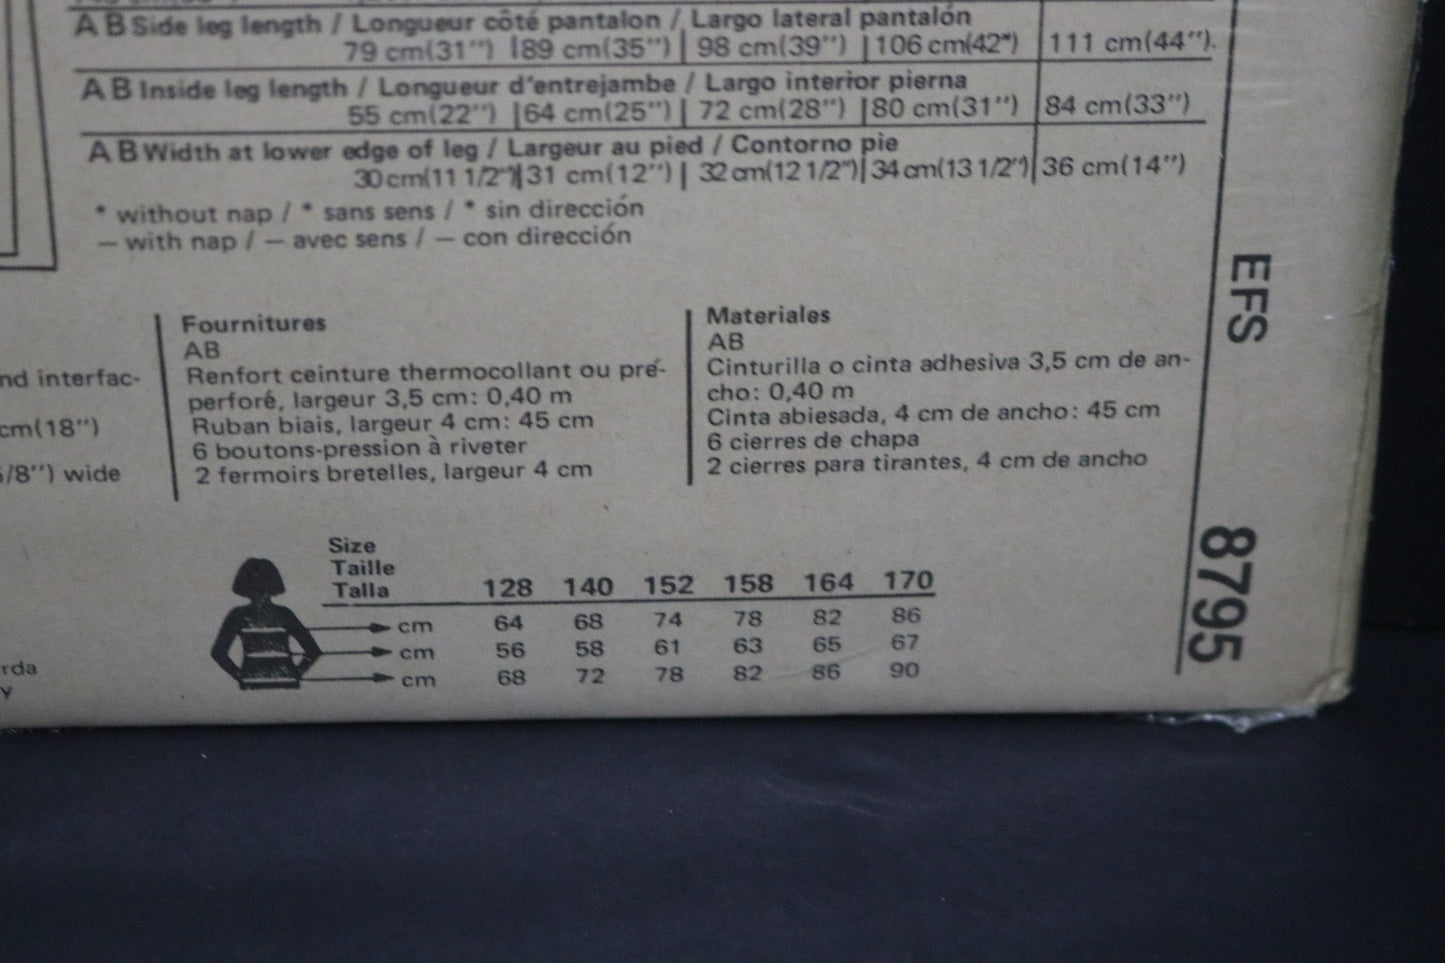 A B Side leg length / Longueur côté pantalon / Largo lateral pantalón
79 cm(31'') | 89 cm(35'') | 98 cm(39'') | 106 cm(42") | 111 cm(44'').
A B Inside leg length / Longueur d'entrejambe / Largo interior pierna
55 cm(22'') | 64 cm(25'') | 72 cm(28'') | 80 cm(31'') | 84 cm(33'')
A B Width at lower edge of leg / Largeur au pied / Contorno pie
30 cm(11 1/2") | 31 cm(12'') | 32 cm(12 1/2") | 34 cm(13 1/2") | 36 cm(14'')
* without nap / * sans sens / * sin dirección
— with nap / — avec sens / — con dirección
nd interfac-
cm(18'')
/8'') wide
Fournitures
AB
Renfort ceinture thermocollant ou pré-
perforé, largeur 3,5 cm: 0,40 m
Ruban biais, largeur 4 cm: 45 cm
6 boutons-pression à riveter
2 fermoirs bretelles, largeur 4 cm
Materiales
AB
Cinturilla o cinta adhesiva 3,5 cm de an-
cho: 0,40 m
Cinta abiesada, 4 cm de ancho: 45 cm
6 cierres de chapa
2 cierres para tirantes, 4 cm de ancho
Size
Taille
Talla 128 140 152 158 164 170
cm 64 68 74 78 82 86
cm 56 58 61 63 65 67
cm 68 72 78 82 86 90
rda
y
EFS
8795